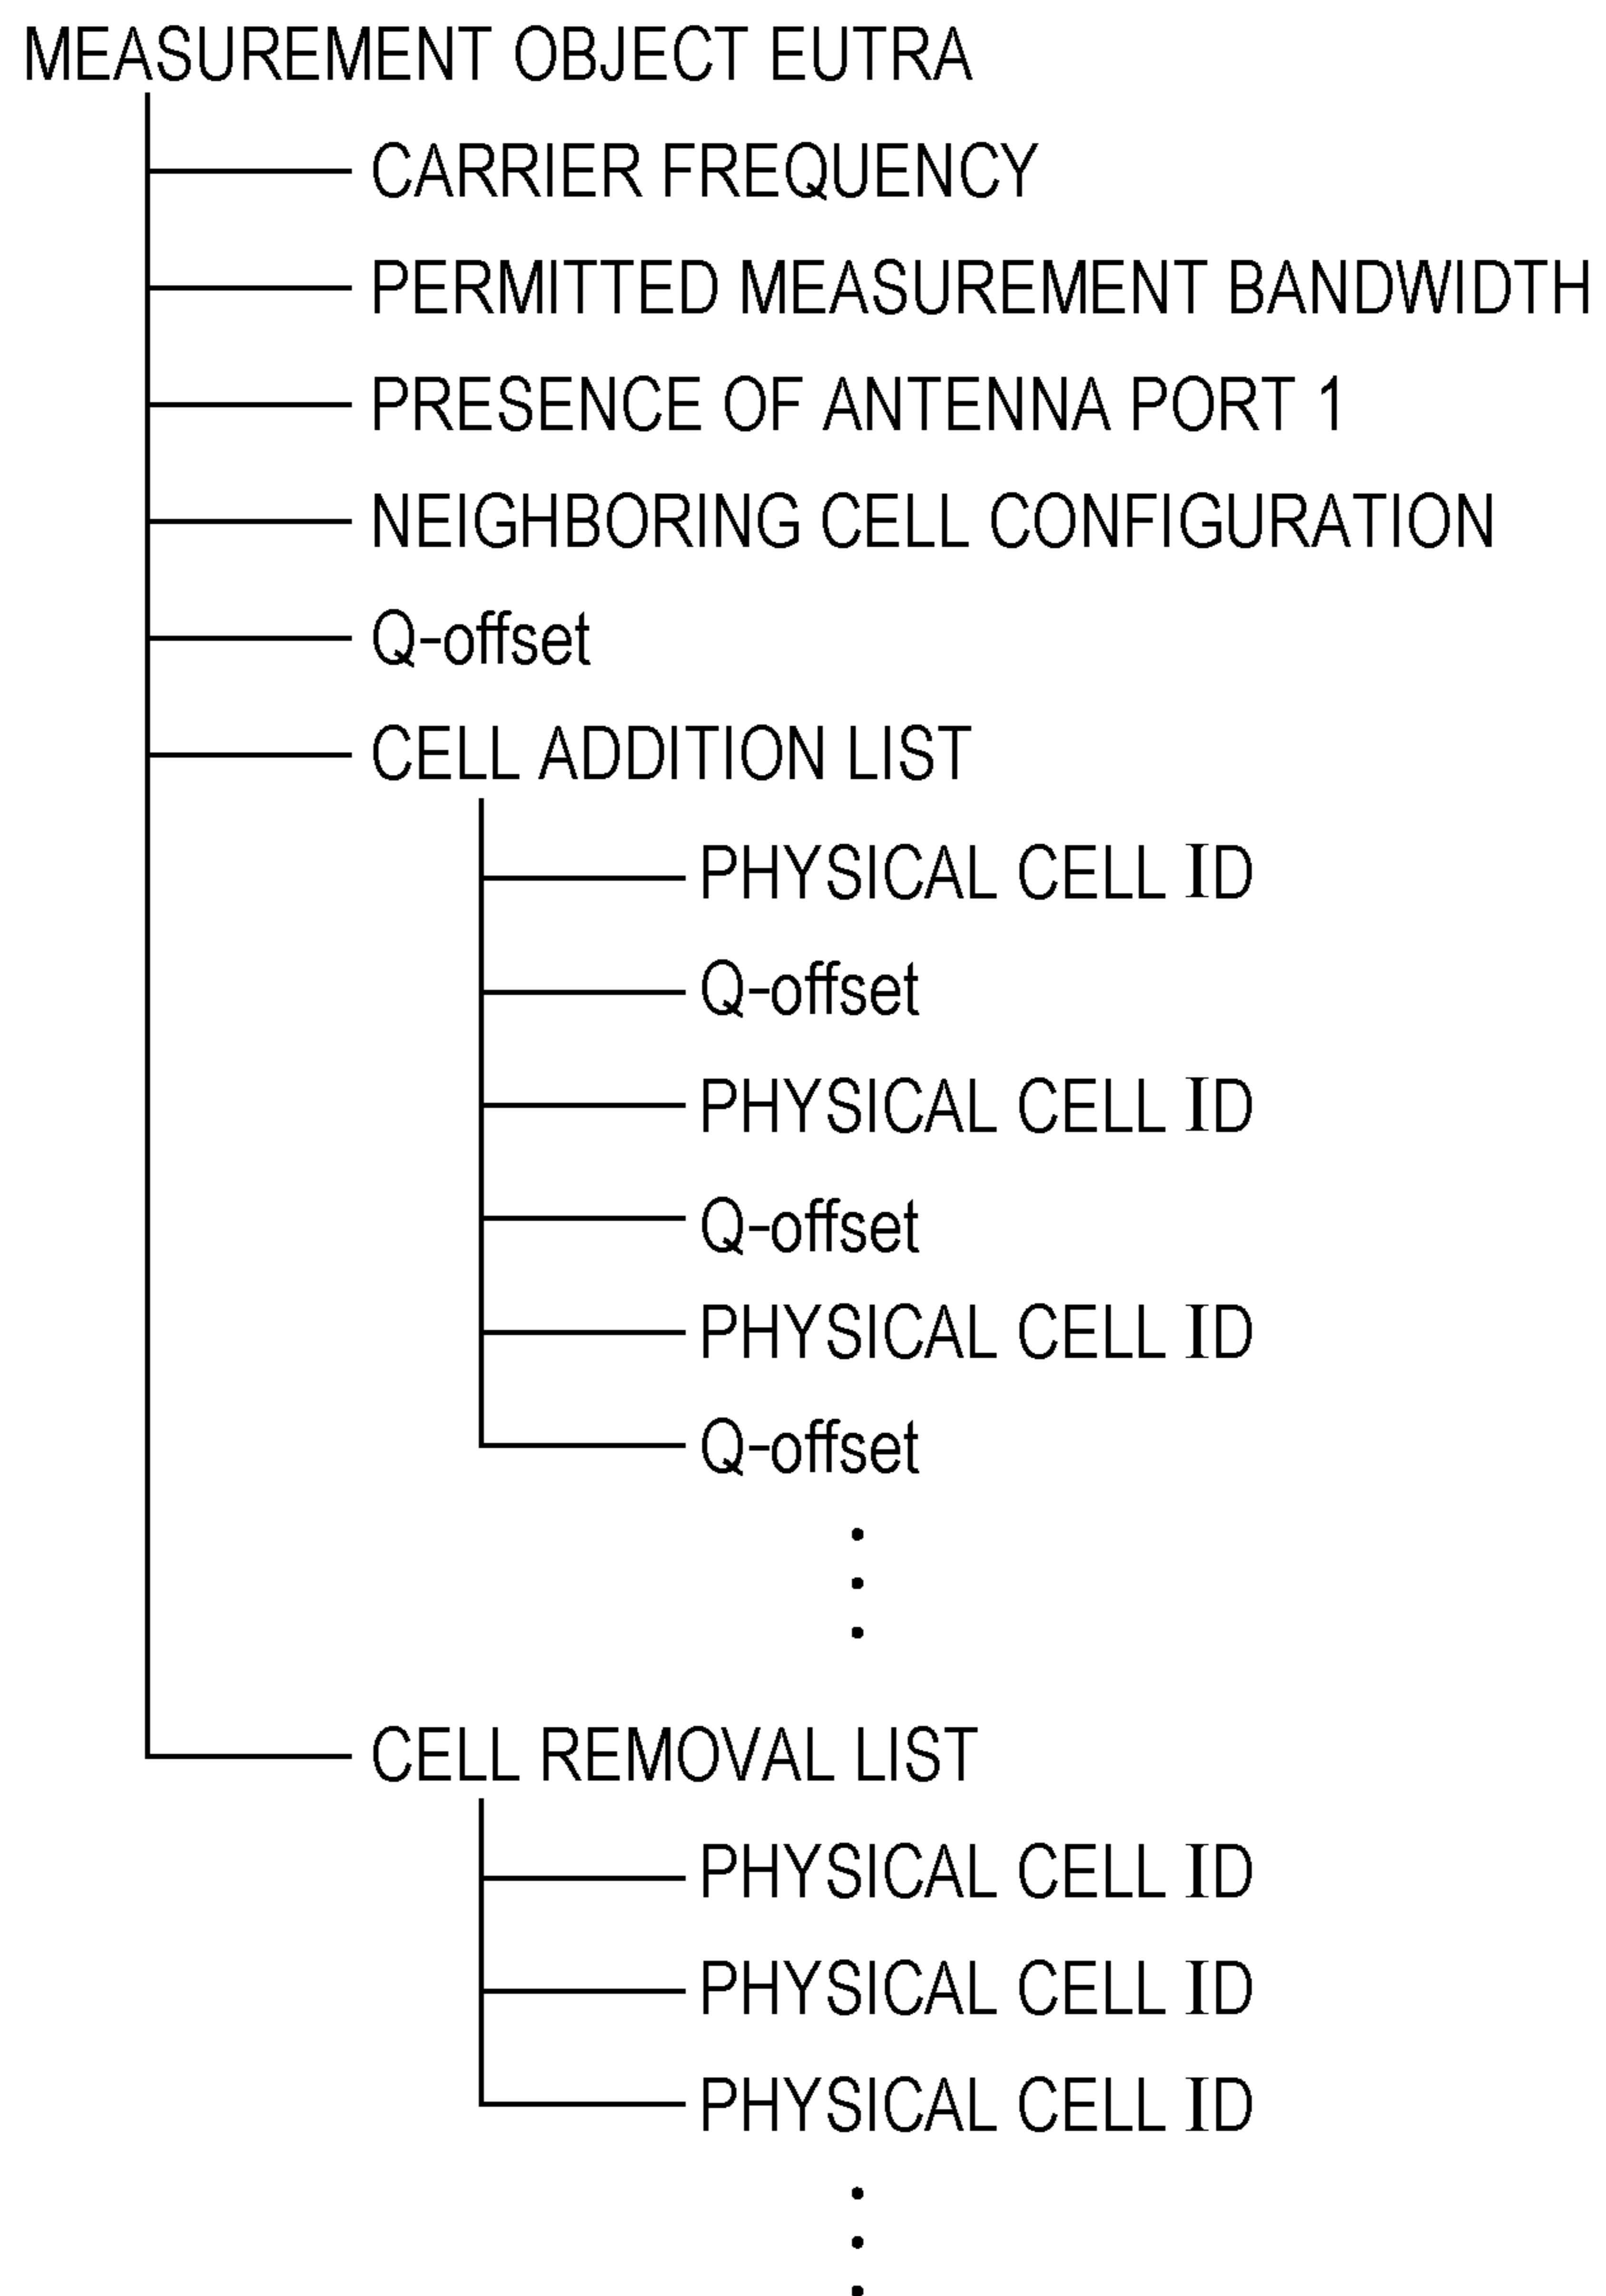 MEASUREMENT OBJECT EUTRA
CARRIER FREQUENCY
PERMITTED MEASUREMENT BANDWIDTH
PRESENCE OF ANTENNA PORT 1
NEIGHBORING CELL CONFIGURATION
Q-offset
CELL ADDITION LIST
PHYSICAL CELL ID
Q-offset
PHYSICAL CELL ID
Q-offset
PHYSICAL CELL ID
Q-offset
CELL REMOVAL LIST
PHYSICAL CELL ID
PHYSICAL CELL ID
PHYSICAL CELL ID